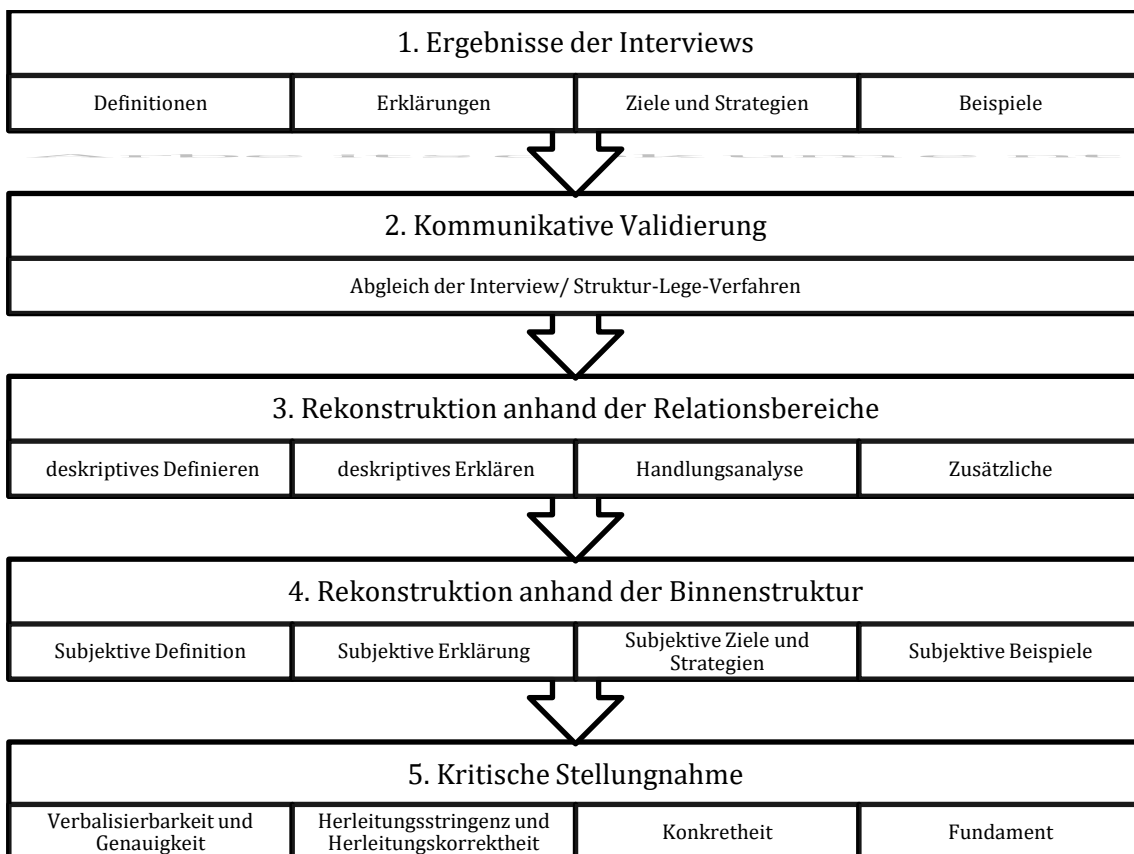 1. Ergebnisse der Interviews
Definitionen
Erklärungen
Ziele und Strategien
Beispiele
2. Kommunikative Validierung
Abgleich der Interview/ Struktur-Lege-Verfahren
3. Rekonstruktion anhand der Relationsbereiche
deskriptives Definieren
deskriptives Erklären
Handlungsanalyse
Zusätzliche
4. Rekonstruktion anhand der Binnenstruktur
Subjektive Definition
Subjektive Erklärung
Subjektive Ziele und
Strategien
Subjektive Beispiele
5. Kritische Stellungnahme
Verbalisierbarkeit und
Genauigkeit
Herleitungsstringenz und
Herleitungskorrektheit
Konkretheit
Fundament